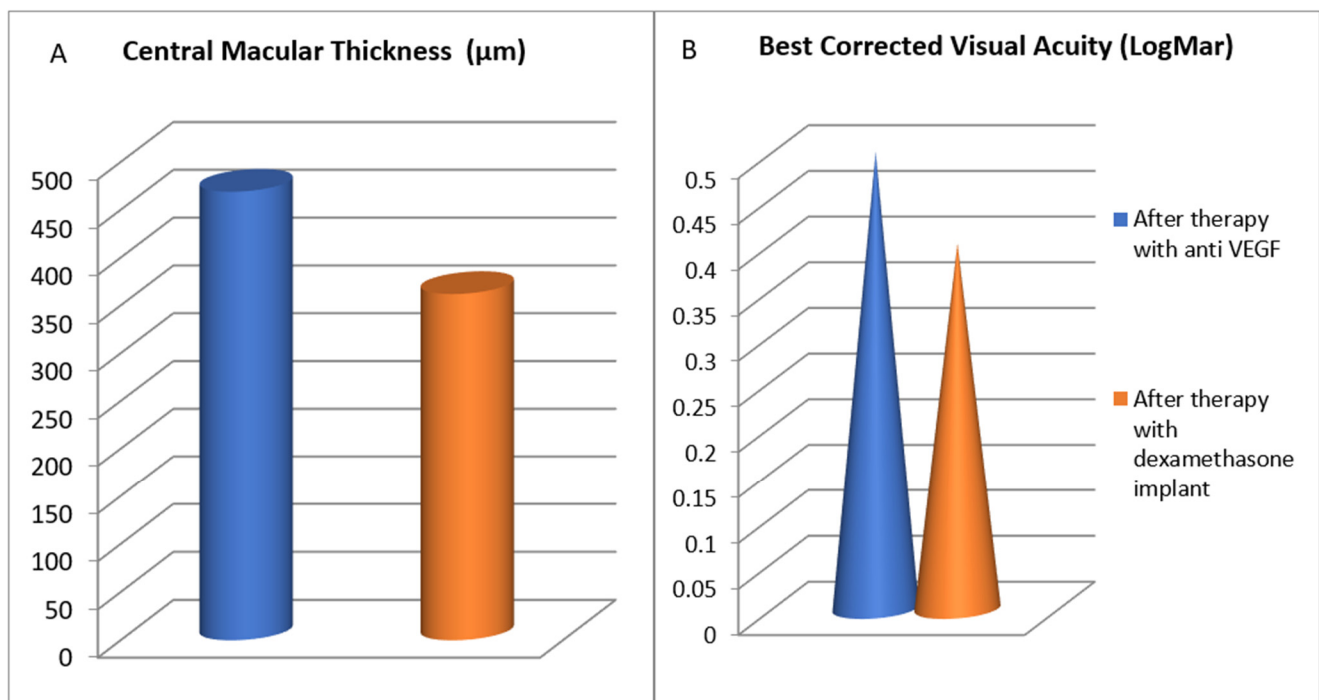 A
Central Macular Thickness (µm)
500
450
400
350
300
250
200
150
100
50
0
B
Best Corrected Visual Acuity (LogMar)
0.5
0.45
0.4
0.35
0.3
0.25
0.2
0.15
0.1
0.05
0
After therapy
with anti VEGF
After therapy
with
dexamethasone
implant